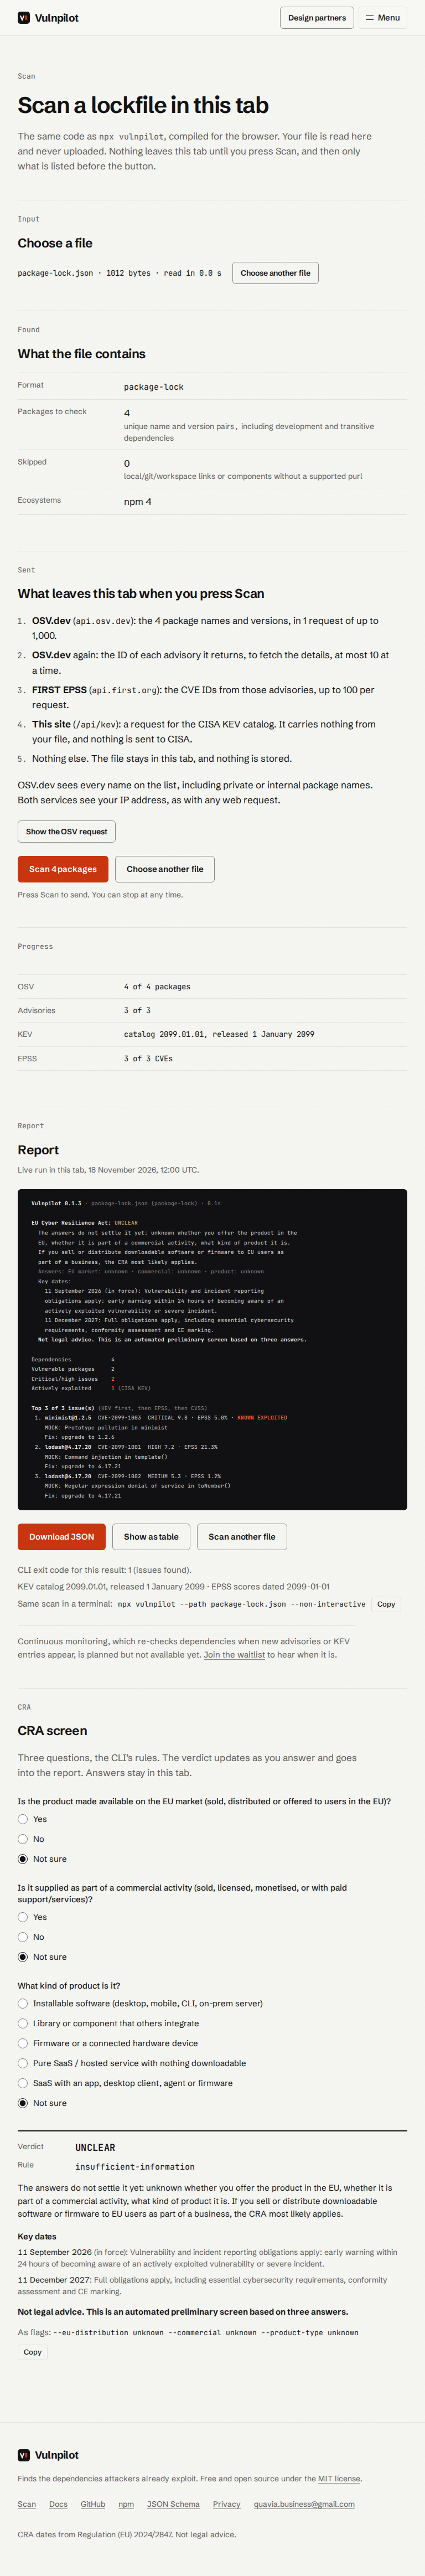 Vulnpilot
Design partners
Menu
Scan
Scan a lockfile in this tab
The same code as npx vulnpilot, compiled for the browser. Your file is read here
and never uploaded. Nothing leaves this tab until you press Scan, and then only
what is listed before the button.
Input
Choose a file
package-lock.json · 1012 bytes · read in 0.0 s
Choose another file
Found
What the file contains
Format
package-lock
Packages to check
4
unique name and version pairs, including development and transitive
dependencies
Skipped
0
local/git/workspace links or components without a supported purl
Ecosystems
npm 4
Sent
What leaves this tab when you press Scan
1. OSV.dev (api.osv.dev): the 4 package names and versions, in 1 request of up to
1,000.
2. OSV.dev again: the ID of each advisory it returns, to fetch the details, at most 10 at
a time.
3. FIRST EPSS (api.first.org): the CVE IDs from those advisories, up to 100 per
request.
4. This site (/api/kev): a request for the CISA KEV catalog. It carries nothing from
your file, and nothing is sent to CISA.
5. Nothing else. The file stays in this tab, and nothing is stored.
OSV.dev sees every name on the list, including private or internal package names.
Both services see your IP address, as with any web request.
Show the OSV request
Scan 4 packages
Choose another file
Press Scan to send. You can stop at any time.
Progress
OSV
4 of 4 packages
Advisories
3 of 3
KEV
catalog 2099.01.01, released 1 January 2099
EPSS
3 of 3 CVEs
Report
Report
Live run in this tab, 18 November 2026, 12:00 UTC.
Vulnpilot 0.1.3 · package-lock.json (package-lock) · 0.1s
EU Cyber Resilience Act: UNCLEAR
The answers do not settle it yet: unknown whether you offer the product in the
EU, whether it is part of a commercial activity, what kind of product it is.
If you sell or distribute downloadable software or firmware to EU users as
part of a business, the CRA most likely applies.
Answers: EU market: unknown · commercial: unknown · product: unknown
Key dates:
11 September 2026 (in force): Vulnerability and incident reporting
obligations apply: early warning within 24 hours of becoming aware of an
actively exploited vulnerability or severe incident.
11 December 2027: Full obligations apply, including essential cybersecurity
requirements, conformity assessment and CE marking.
Not legal advice. This is an automated preliminary screen based on three answers.
Dependencies 4
Vulnerable packages 2
Critical/high issues 2
Actively exploited 1 (CISA KEV)
Top 3 of 3 issue(s) (KEV first, then EPSS, then CVSS)
1. minimist@1.2.5 CVE-2099-1003 CRITICAL 9.8 · EPSS 5.0% · KNOWN EXPLOITED
MOCK: Prototype pollution in minimist
Fix: upgrade to 1.2.6
2. lodash@4.17.20 CVE-2099-1001 HIGH 7.2 · EPSS 21.3%
MOCK: Command injection in template()
Fix: upgrade to 4.17.21
3. lodash@4.17.20 CVE-2099-1002 MEDIUM 5.3 · EPSS 1.2%
MOCK: Regular expression denial of service in toNumber()
Fix: upgrade to 4.17.21
Download JSON
Show as table
Scan another file
CLI exit code for this result: 1 (issues found).
KEV catalog 2099.01.01, released 1 January 2099 · EPSS scores dated 2099-01-01
Same scan in a terminal: npx vulnpilot --path package-lock.json --non-interactive
Copy
Continuous monitoring, which re-checks dependencies when new advisories or KEV
entries appear, is planned but not available yet. Join the waitlist to hear when it is.
CRA
CRA screen
Three questions, the CLI's rules. The verdict updates as you answer and goes
into the report. Answers stay in this tab.
Is the product made available on the EU market (sold, distributed or offered to users in the EU)?
Yes
No
Not sure
Is it supplied as part of a commercial activity (sold, licensed, monetised, or with paid
support/services)?
Yes
No
Not sure
What kind of product is it?
Installable software (desktop, mobile, CLI, on-prem server)
Library or component that others integrate
Firmware or a connected hardware device
Pure SaaS / hosted service with nothing downloadable
SaaS with an app, desktop client, agent or firmware
Not sure
Verdict
UNCLEAR
Rule
insufficient-information
The answers do not settle it yet: unknown whether you offer the product in the EU, whether it is
part of a commercial activity, what kind of product it is. If you sell or distribute downloadable
software or firmware to EU users as part of a business, the CRA most likely applies.
Key dates
11 September 2026 (in force): Vulnerability and incident reporting obligations apply: early warning within
24 hours of becoming aware of an actively exploited vulnerability or severe incident.
11 December 2027: Full obligations apply, including essential cybersecurity requirements, conformity
assessment and CE marking.
Not legal advice. This is an automated preliminary screen based on three answers.
As flags: --eu-distribution unknown --commercial unknown --product-type unknown
Copy
Vulnpilot
Finds the dependencies attackers already exploit. Free and open source under the MIT license.
Scan
Docs
GitHub
npm
JSON Schema
Privacy
quavia.business@gmail.com
CRA dates from Regulation (EU) 2024/2847. Not legal advice.